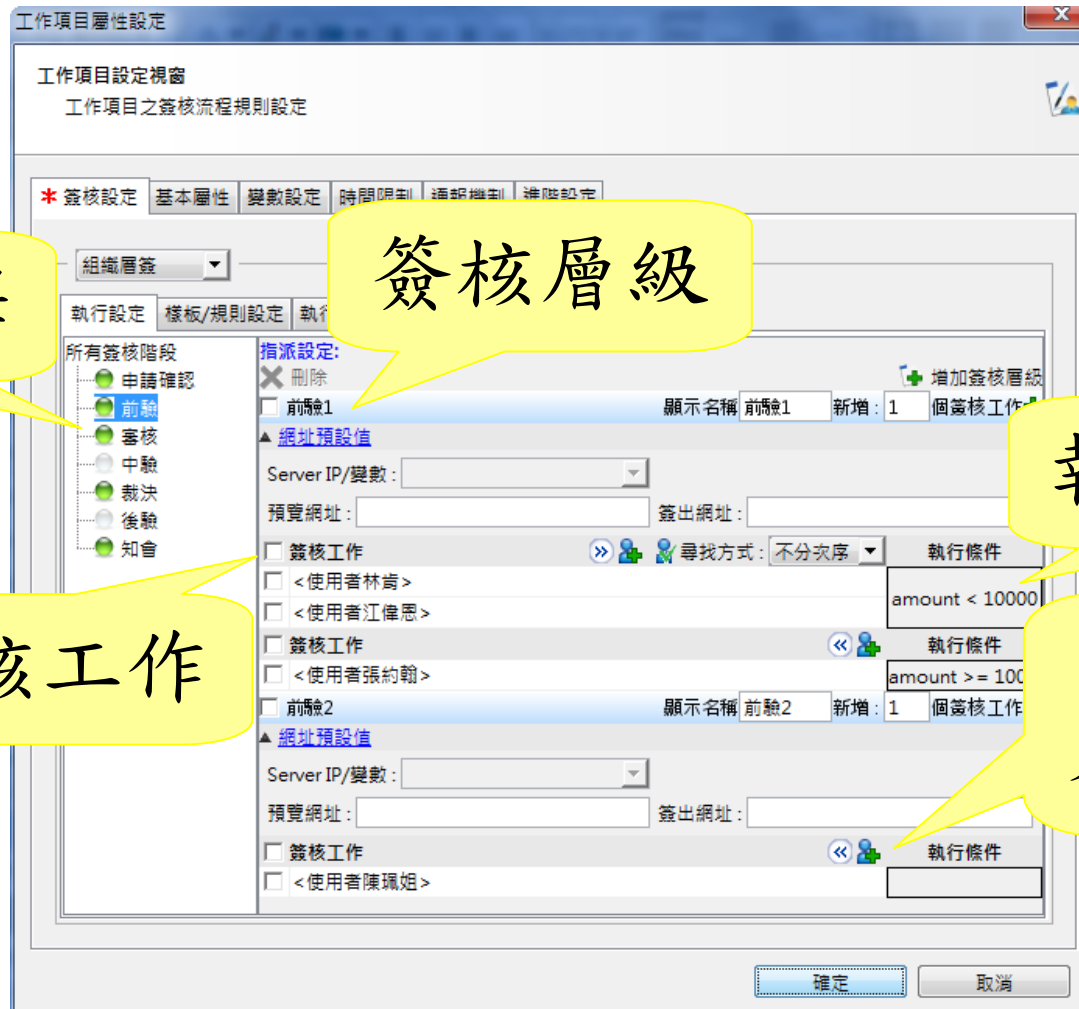 工作項目屬性設定
工作項目設定視窗
工作項目之簽核流程規則設定
* 簽核設定 基本屬性 變數設定 時間限制 通報機制 進階設定
簽核層級
組織層簽
執行設定 樣板/規則設定 執行
所有簽核階段
申請確認
前驗
審核
中驗
裁決
後驗
知會
指派設定:
刪除 增加簽核層級
前驗1 顯示名稱 前驗1 新增: 1 個簽核工作
網址預設值
Server IP/變數:
預覽網址: 簽出網址:
簽核工作 尋找方式: 不分次序 執行條件
<使用者林肯>
amount < 10000
<使用者江偉恩>
簽核工作 執行條件
核工作
<使用者張約翰> amount >= 100
前驗2 顯示名稱 前驗2 新增: 1 個簽核工作
網址預設值
Server IP/變數:
預覽網址: 簽出網址:
簽核工作 執行條件
<使用者陳珮姐>
確定 取消